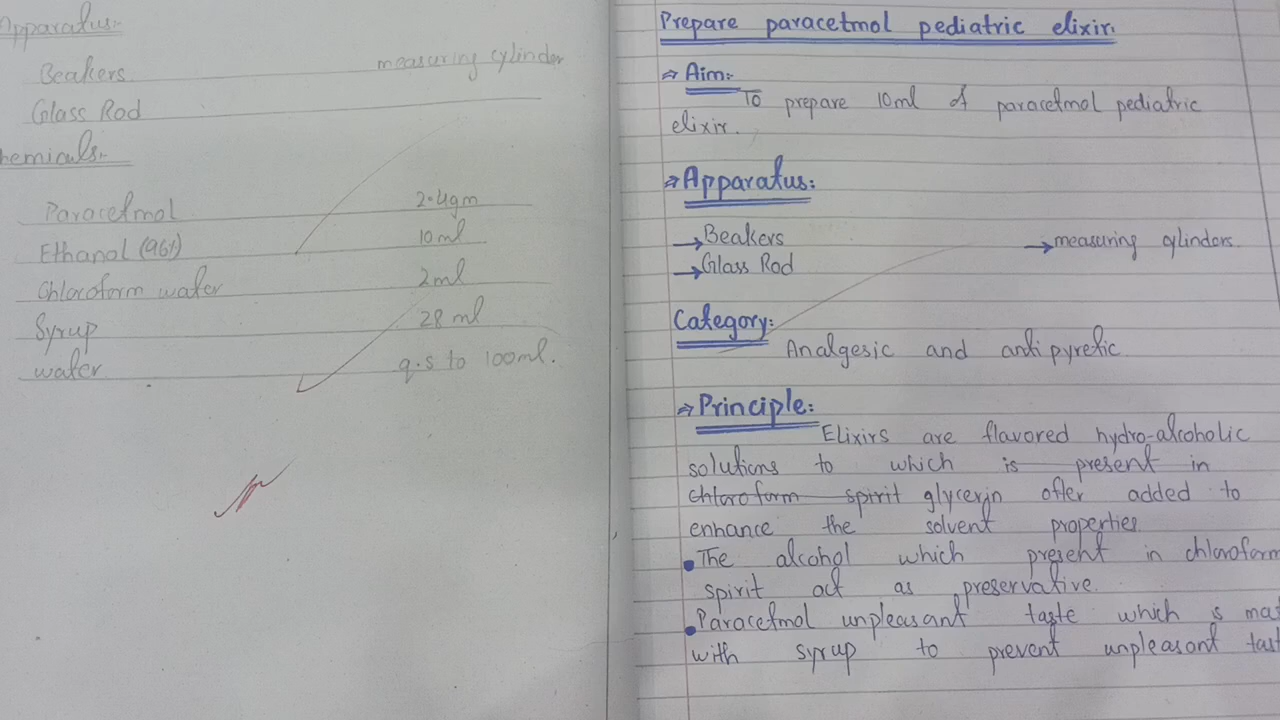 Apparatus:-
Beakers measuring cylinder
Glass Rod
hemicals:-
Paracetmol 2.4gm
Ethanol (96%) 10ml
Chloroform water 2ml
Syrup 28 ml
water q.s to 100ml.
Prepare paracetmol pediatric elixir.
⇒ Aim:-
To prepare 10ml of paracetmol pediatric
elixir.
⇒ Apparatus:
→ Beakers → measuring cylinders
→ Glass Rod
Category:
Analgesic and antipyretic
⇒ Principle:
Elixirs are flavored hydro-alcoholic
solutions to which is present in
chloroform spirit glycerin ofter added to
enhance the solvent properties
• The alcohol which present in chloroform
spirit act as preservative.
• Paracetmol unpleasant taste which is mas
with syrup to prevent unpleasant tast